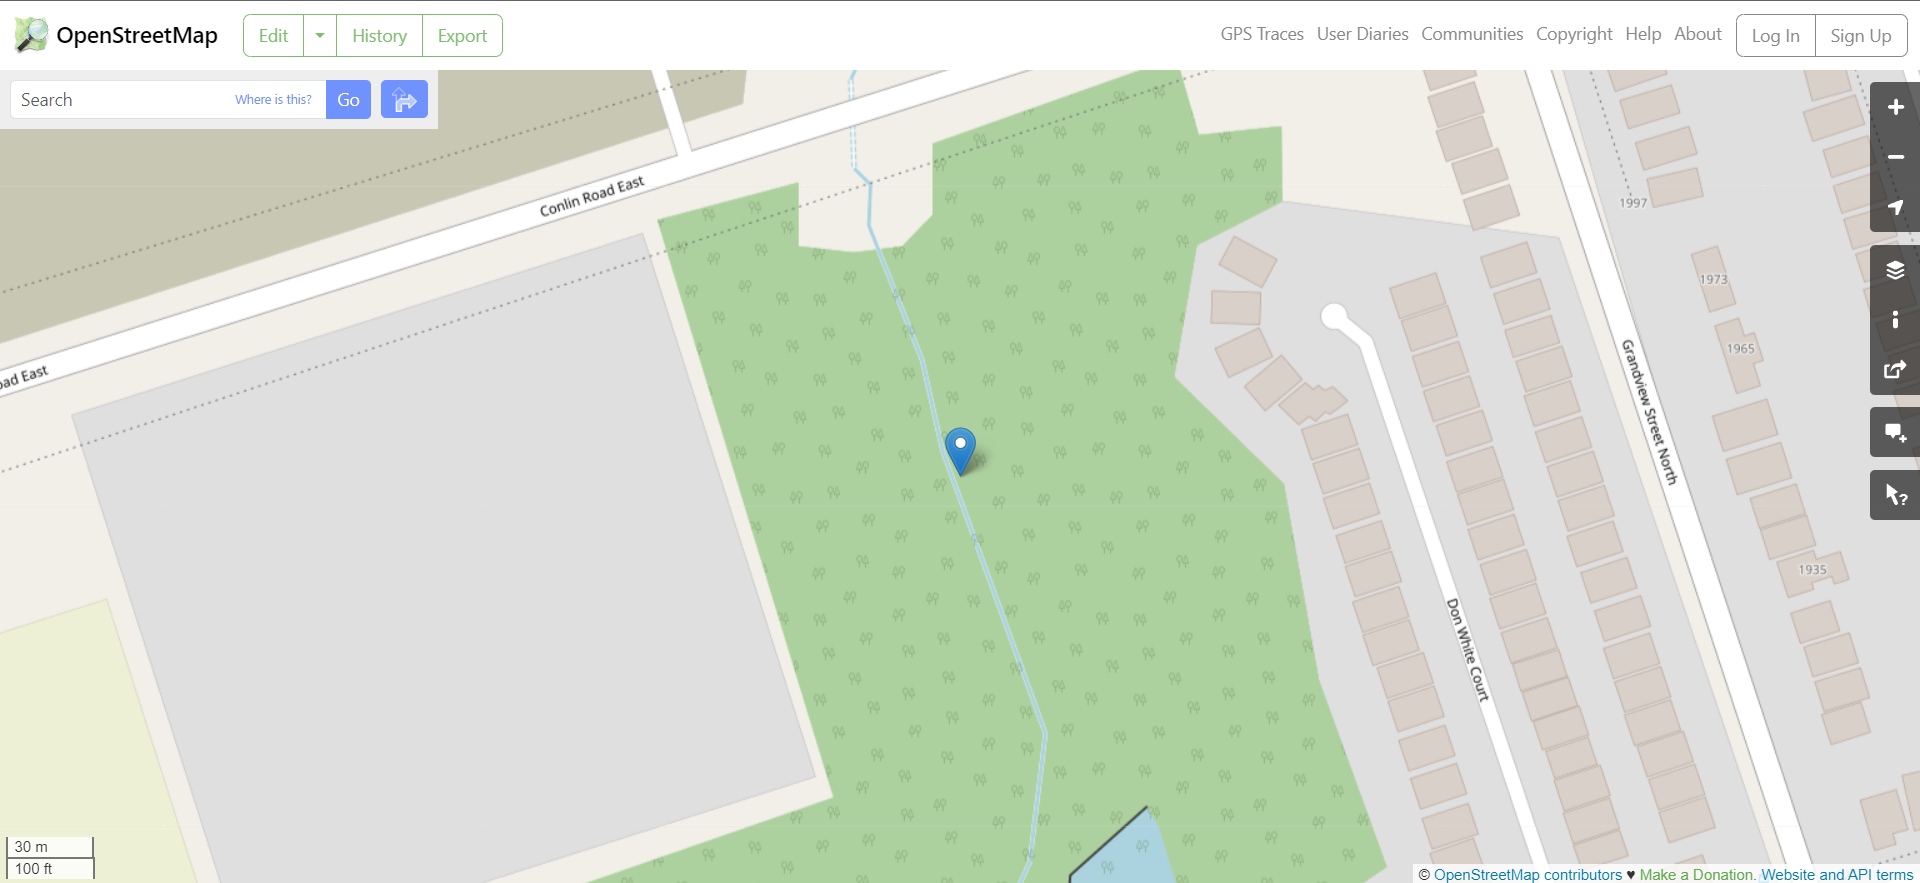 OpenStreetMap
Edit
History
Export
GPS Traces
User Diaries
Communities
Copyright
Help
About
Log In
Sign Up
Search
Where is this?
Go
Conlin Road East
oad East
1997
1973
1965
Grandview Street North
1935
Don White Court
30 m
100 ft
© OpenStreetMap contributors ♥ Make a Donation. Website and API terms